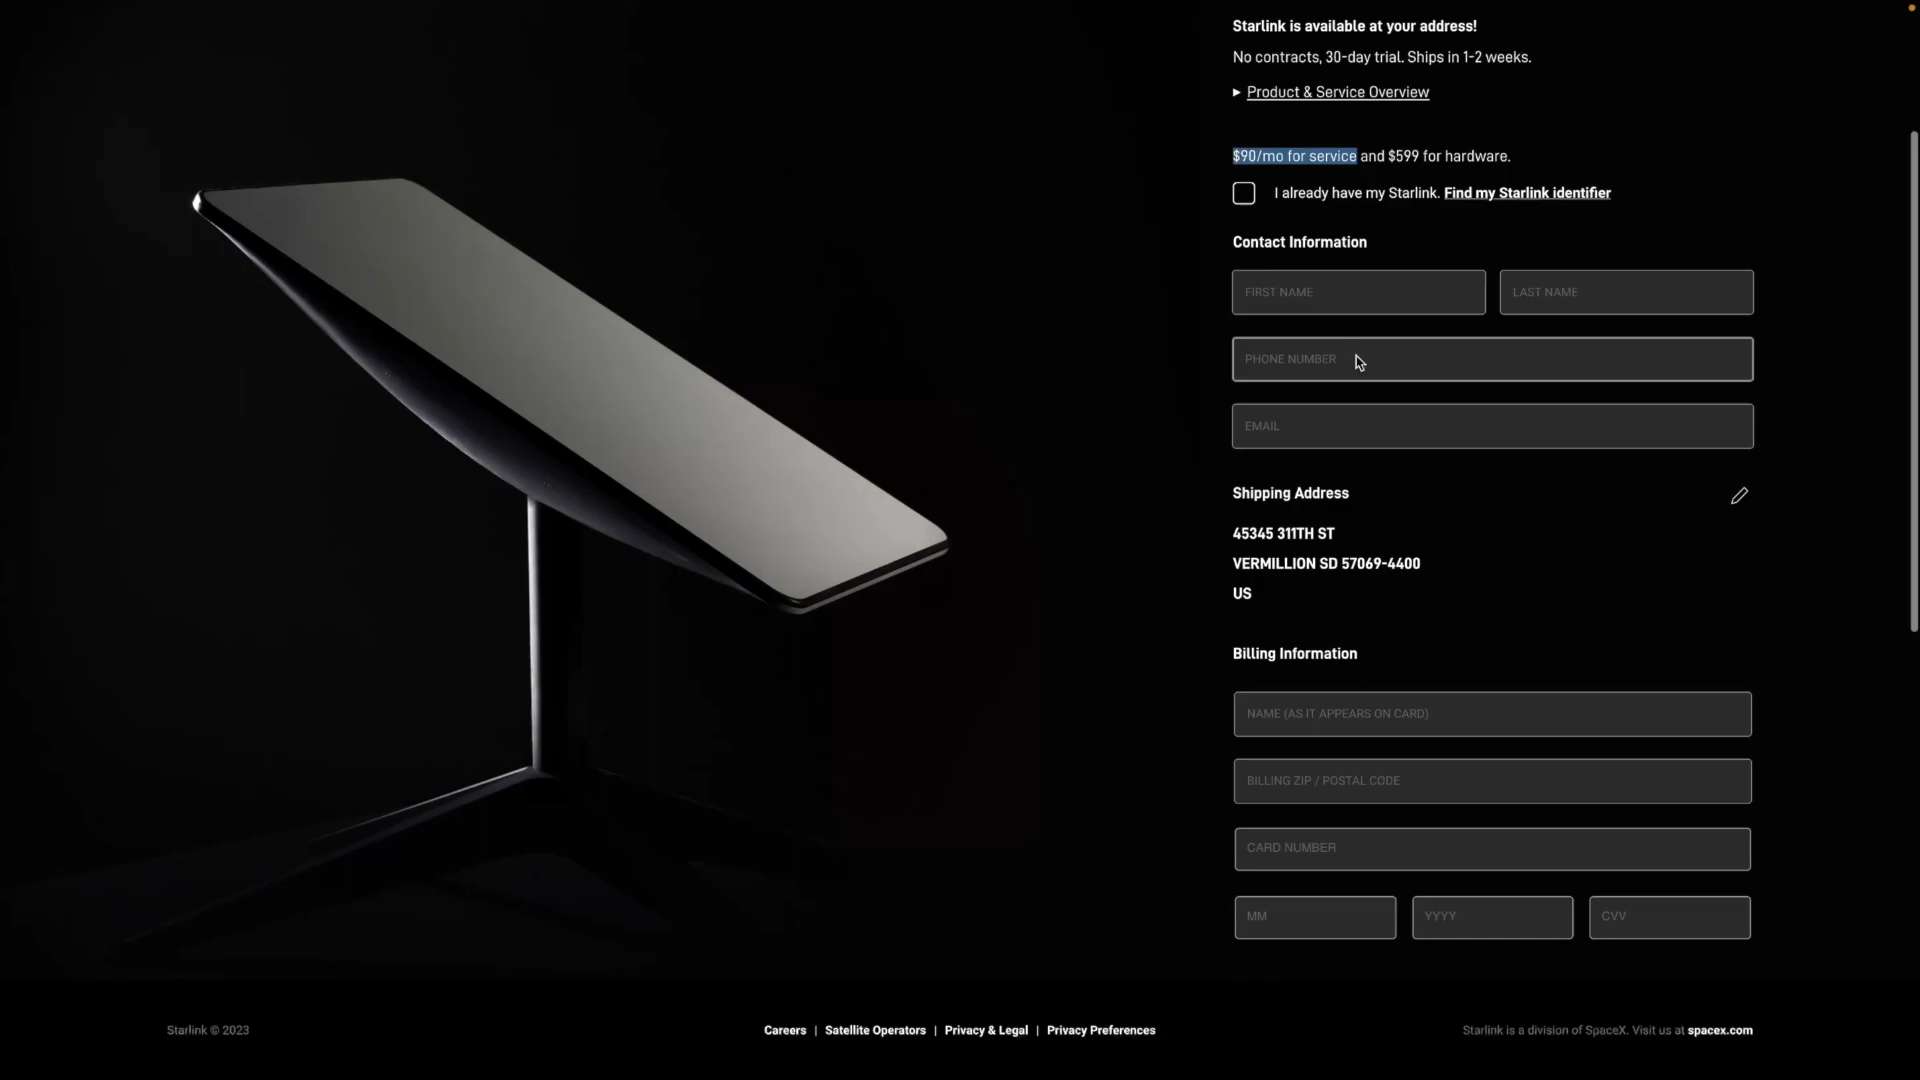 Starlink is available at your address!
No contracts, 30-day trial. Ships in 1-2 weeks.
Product & Service Overview
$90/mo for service and $599 for hardware.
I already have my Starlink. Find my Starlink identifier
Contact Information
FIRST NAME
LAST NAME
PHONE NUMBER
EMAIL
Shipping Address
45345 311TH ST
VERMILLION SD 57069-4400
US
Billing Information
NAME (AS IT APPEARS ON CARD)
BILLING ZIP / POSTAL CODE
CARD NUMBER
MM
YYYY
CVV
Starlink © 2023
Careers | Satellite Operators | Privacy & Legal | Privacy Preferences
Starlink is a division of SpaceX. Visit us at spacex.com